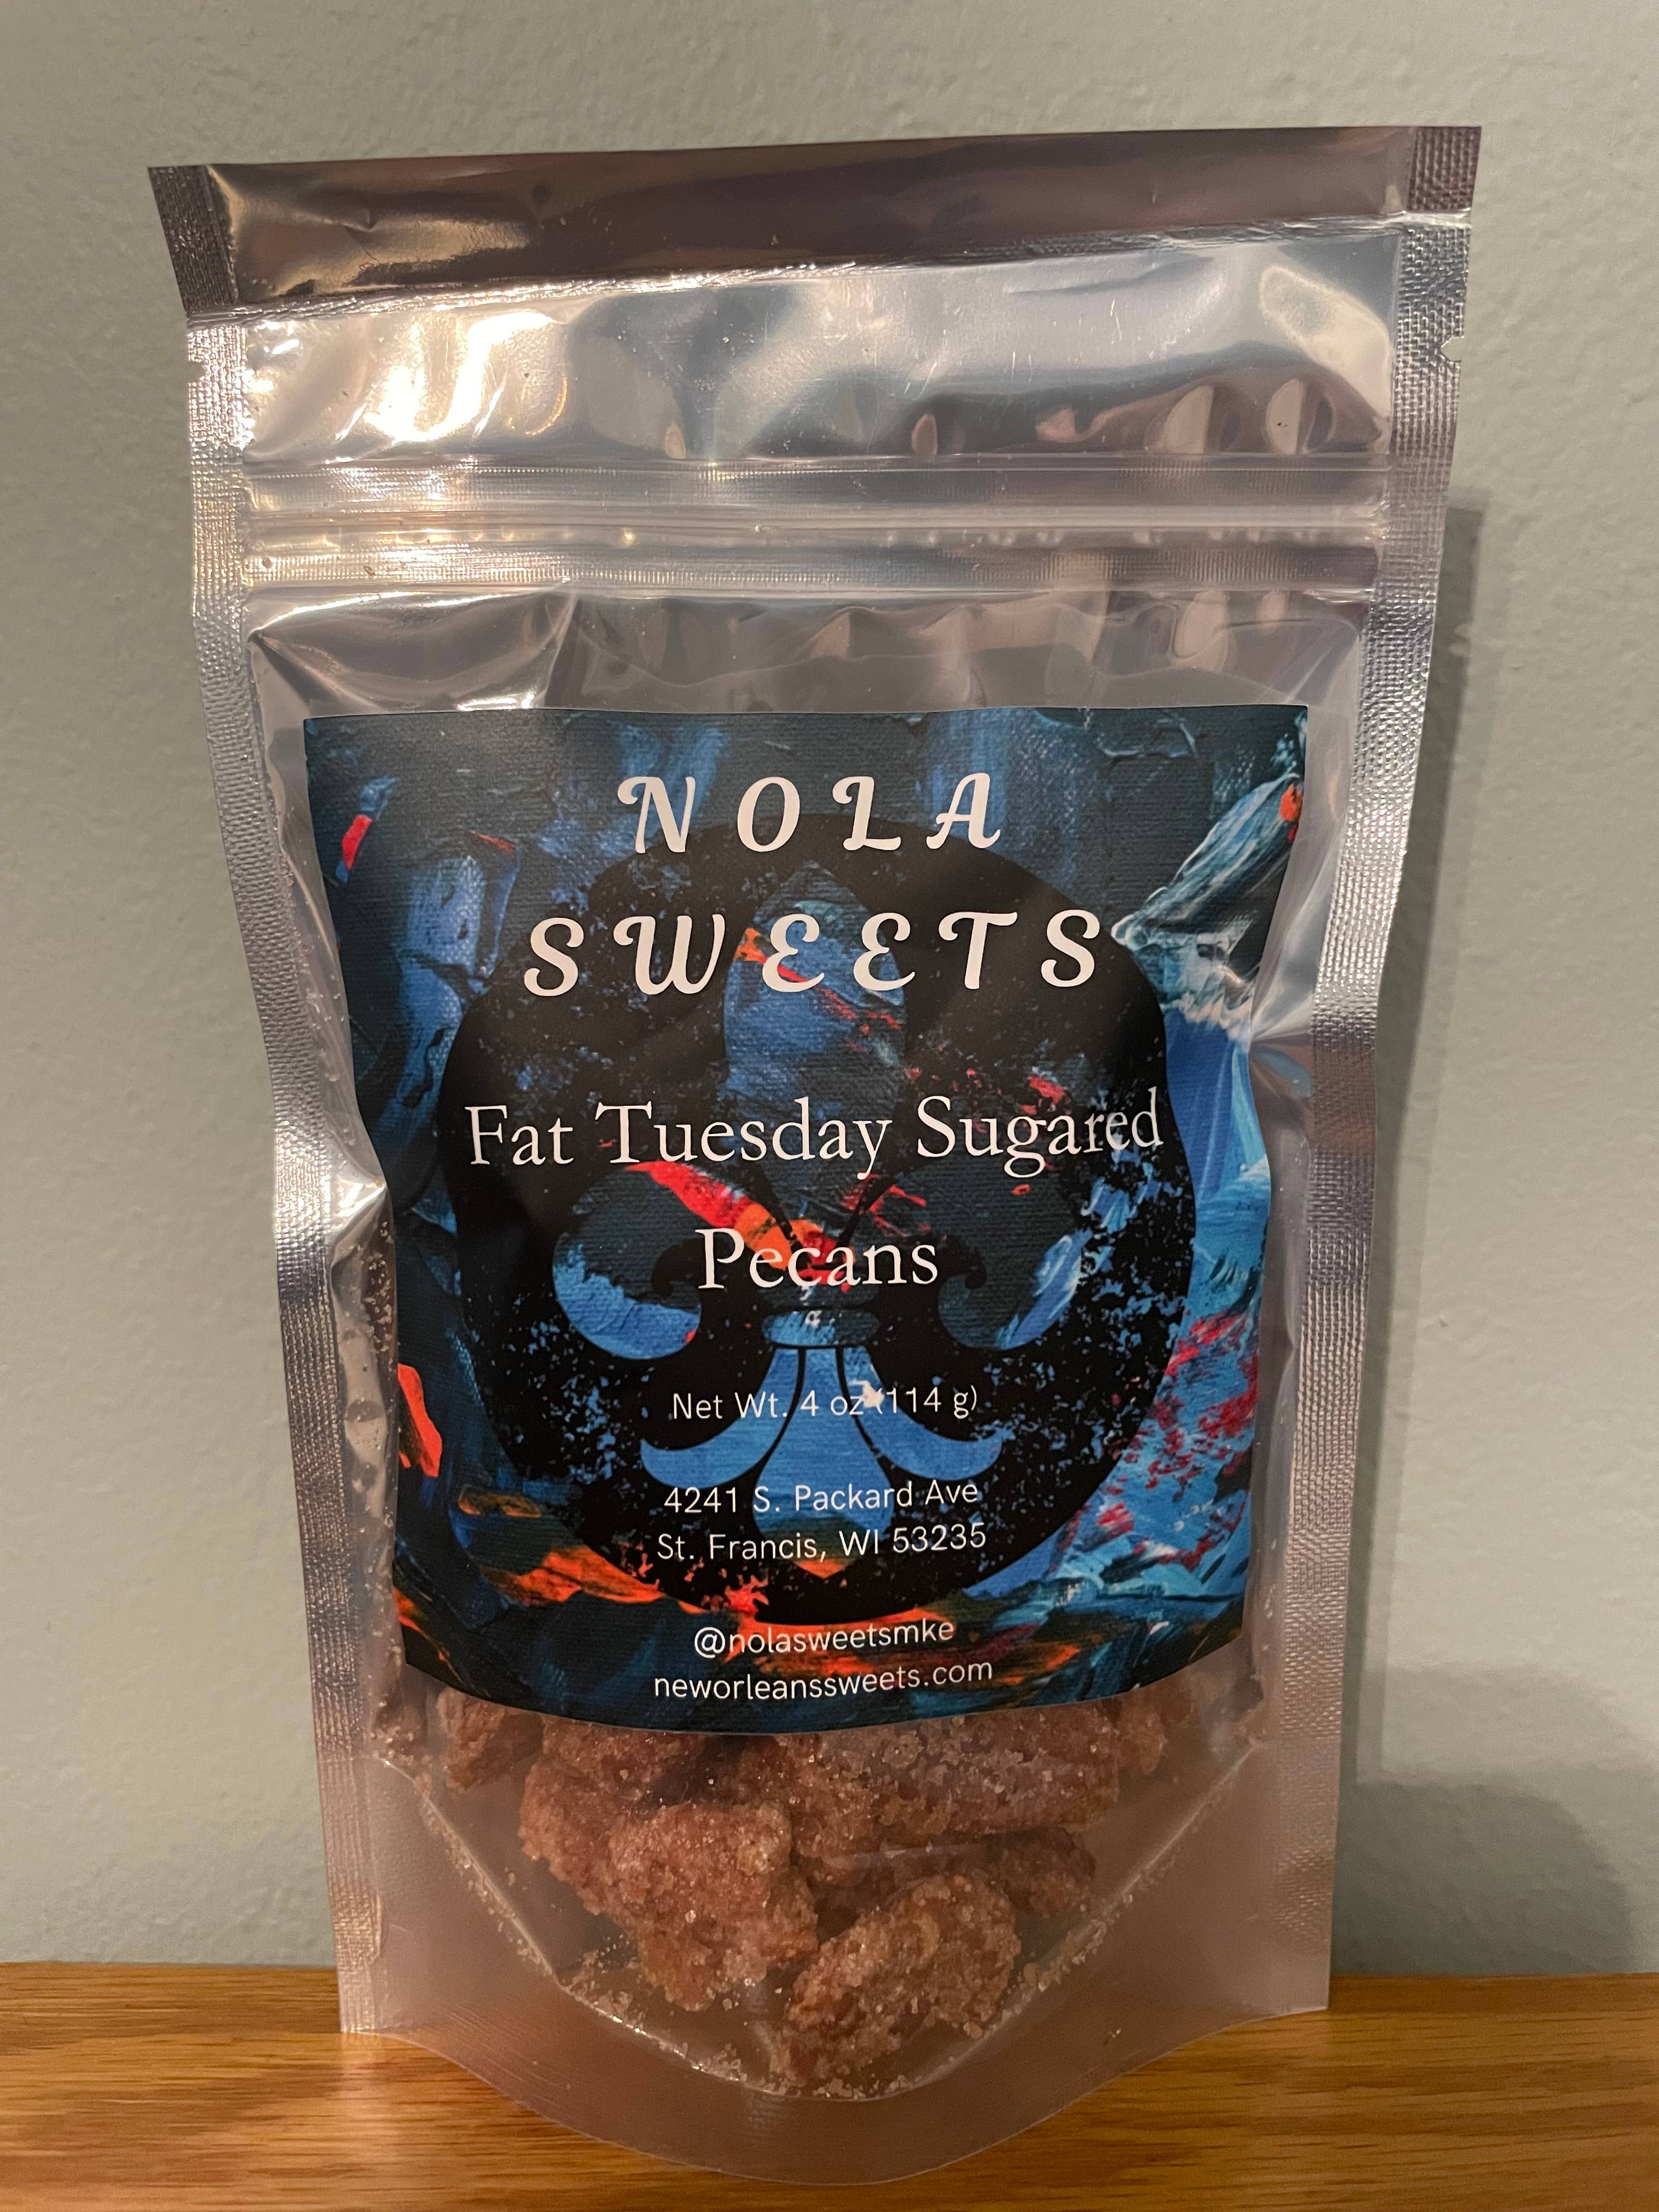 NOLA
SWEETS
Fat Tuesday Sugared
Pecans
Net Wt. 4 oz (114 g)
4241 S. Packard Ave
St. Francis, WI 53235
@nolasweetsmke
neworleanssweets.com